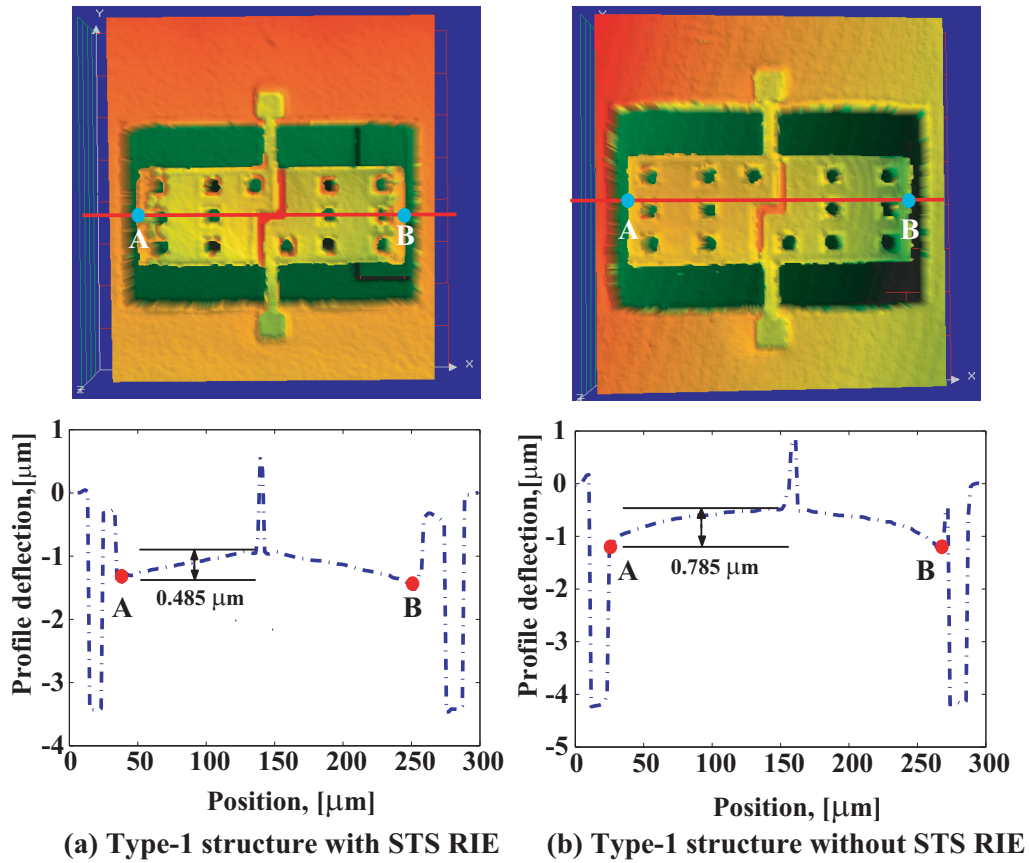 Y
X
Z
A
B
X
Z
A
B
1
0
-1
-2
-3
-4
0
50
100
150
200
250
300
Profile deflection,[μm]
Position, [μm]
A
B
0.485 μm
1
0
-1
-2
-3
-4
-5
0
50
100
150
200
250
300
Profile deflection,[μm]
Position, [μm]
A
B
0.785 μm
(a) Type-1 structure with STS RIE
(b) Type-1 structure without STS RIE